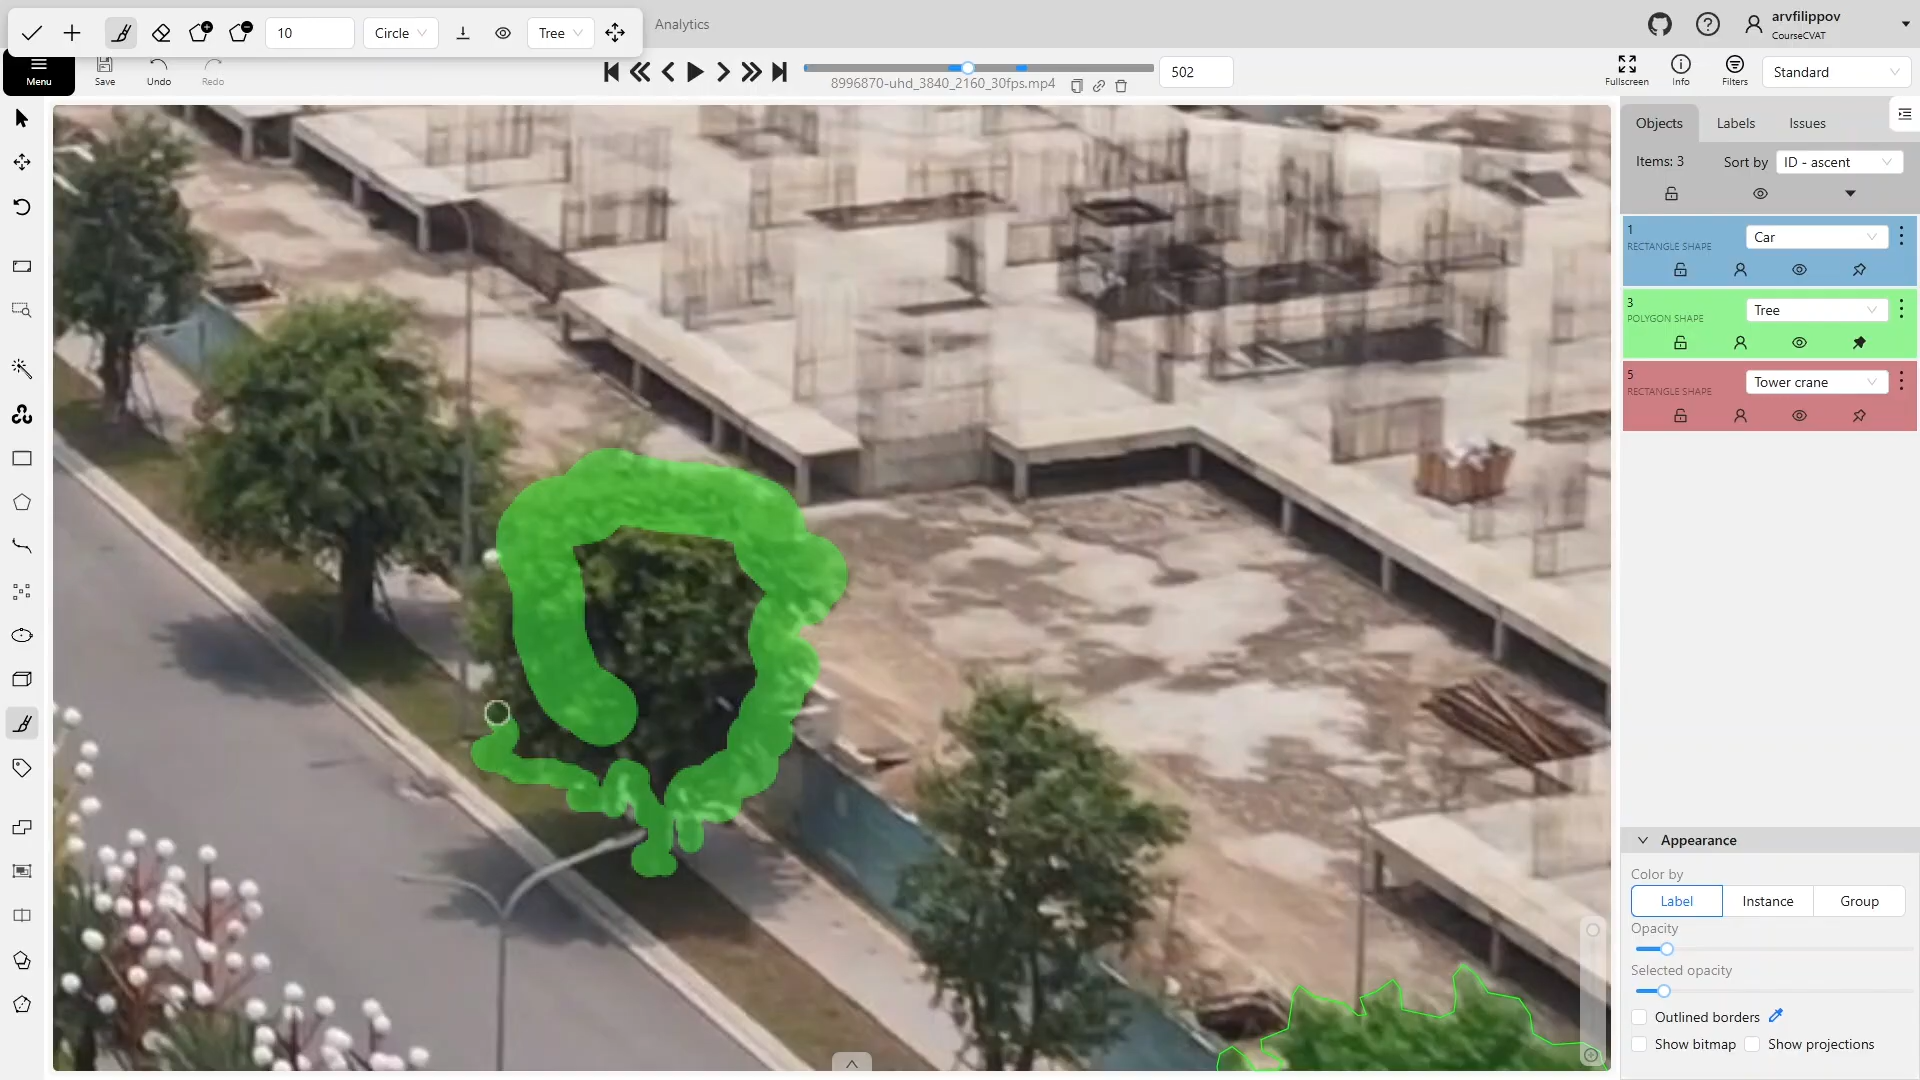 10
Circle
Tree
Analytics
arvfilippov
CourseCVAT
Menu
Save
Undo
Redo
8996870-uhd_3840_2160_30fps.mp4
502
Fullscreen
Info
Filters
Standard
Objects
Labels
Issues
Items: 3
Sort by
ID - ascent
1
RECTANGLE SHAPE
Car
3
POLYGON SHAPE
Tree
5
RECTANGLE SHAPE
Tower crane
Appearance
Color by
Label
Instance
Group
Opacity
Selected opacity
Outlined borders
Show bitmap
Show projections